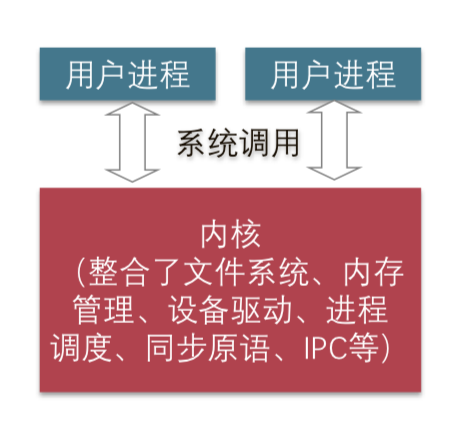 用户进程 用户进程
系统调用
内核
（整合了文件系统、内存
管理、设备驱动、进程
调度、同步原语、IPC等）